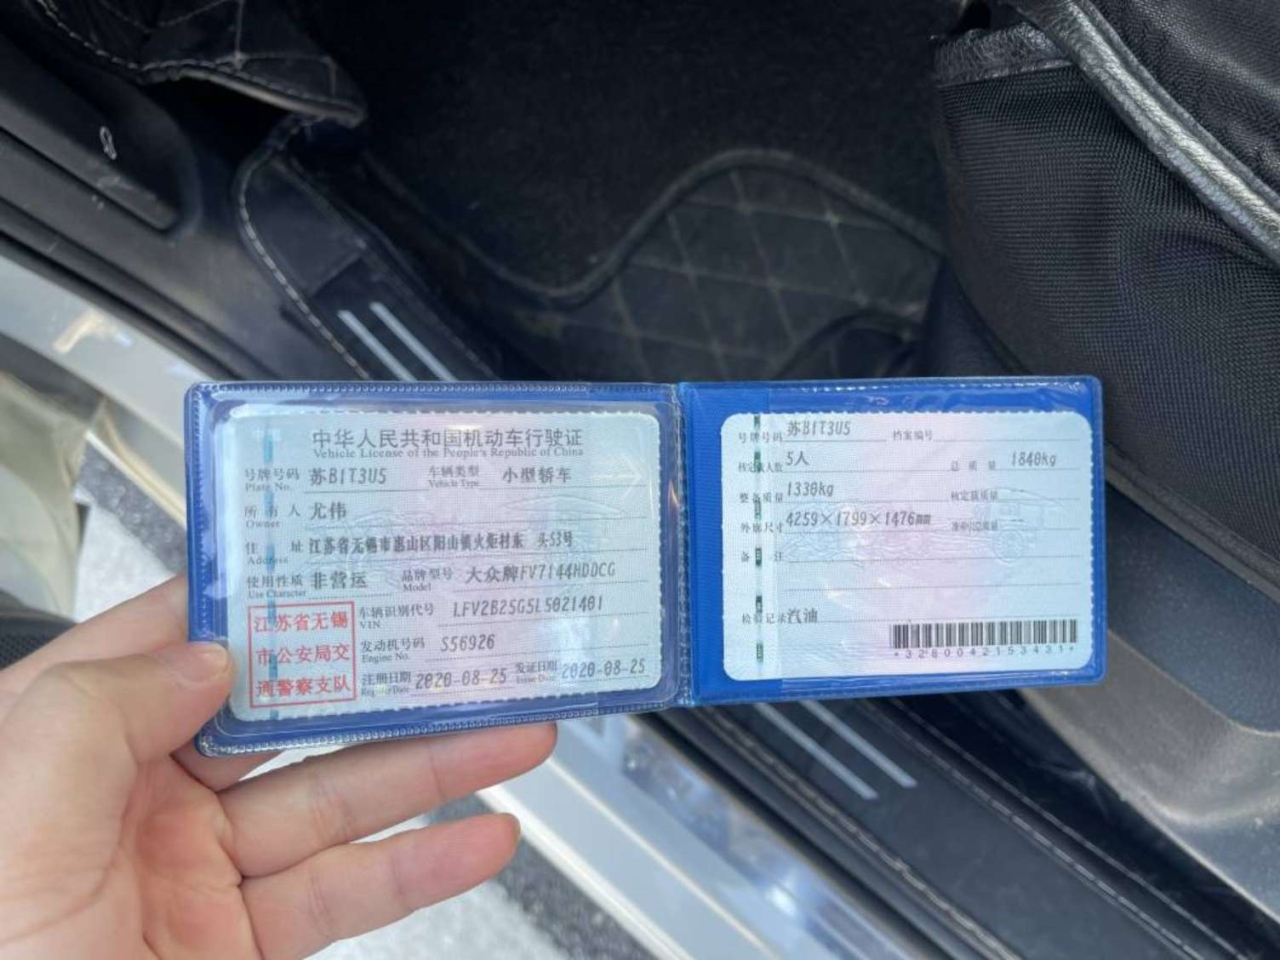 中华人民共和国机动车行驶证
Vehicle License of the People's Republic of China
号牌号码 苏B1T3U5 车辆类型 小型轿车
Plate No. Vehicle Type
所有人 尤伟
Owner
住址 江苏省无锡市惠山区阳山镇火炬村东 头53号
Address
使用性质 非营运 品牌型号 大众牌FV7144HDDCG
Use Character Model
江苏省无锡
市公安局交
通警察支队
车辆识别代号 LFV2B25G5L5021401
VIN
发动机号码 S56926
Engine No.
注册日期 2020-08-25 发证日期 2020-08-25
Register Date Issue Date
号牌号码 苏B1T3U5 档案编号
核定载人数 5人 总质量 1840kg
整备质量 1330kg 核定载质量
外廓尺寸 4259×1799×1476mm
备注
检验记录 汽油
*3260042153431*